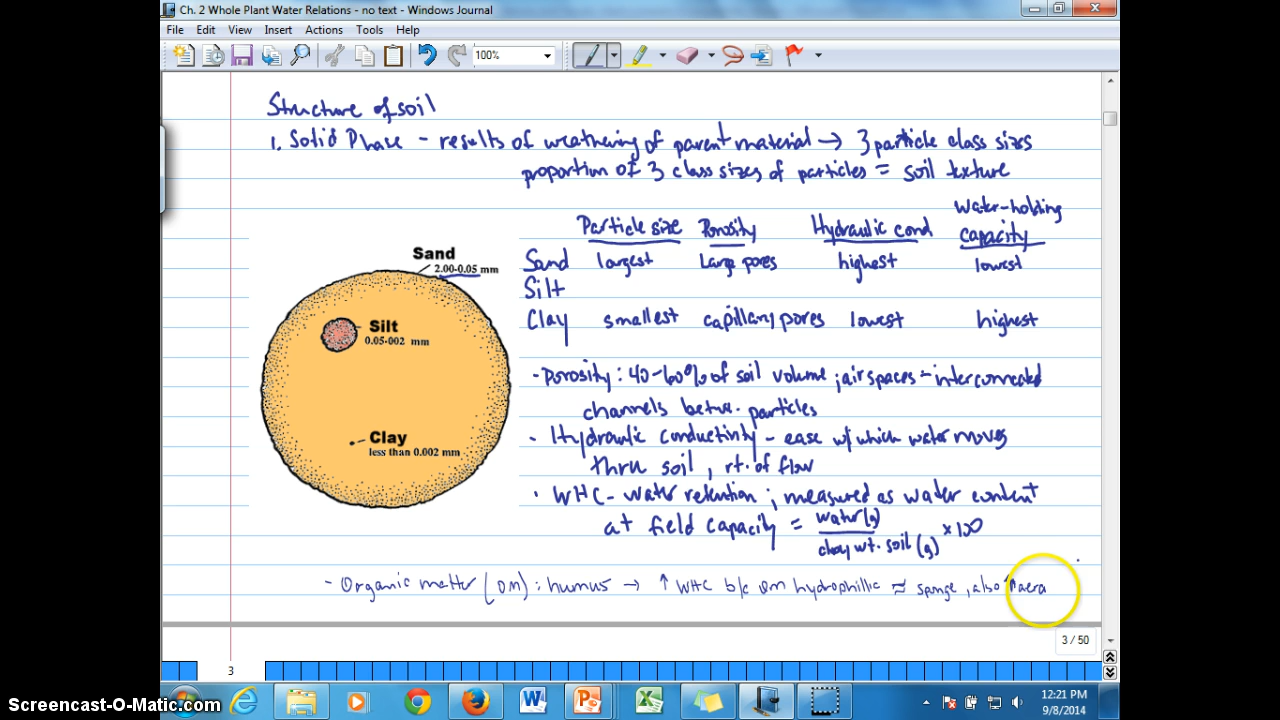 Ch. 2 Whole Plant Water Relations - no text - Windows Journal
File Edit View Insert Actions Tools Help
100%
Structure of soil
1. Solid Phase - results of weathering of parent material → 3 particle class sizes
proportion of 3 class sizes of particles = soil texture
Particle size Porosity Hydraulic cond Water-holding capacity
Sand largest Large pores highest lowest
Silt
Clay smallest capillary pores lowest highest
Sand
2.00-0.05 mm
Silt
0.05-002 mm
Clay
less than 0.002 mm
- Porosity: 40-60% of soil volume ; air spaces - interconnected
channels betw. particles
- Hydraulic conductivity - ease w/ which water moves
thru soil, rt. of flow
· WHC - water retention ; measured as water content
at field capacity = water (g)
wt. soil (g) × 100
- Organic matter (OM) : humus → ↑ WHC b/c OM hydrophillic ≈ sponge, also ↑ aera
3 / 50
3
12:21 PM
9/8/2014
Screencast-O-Matic.com